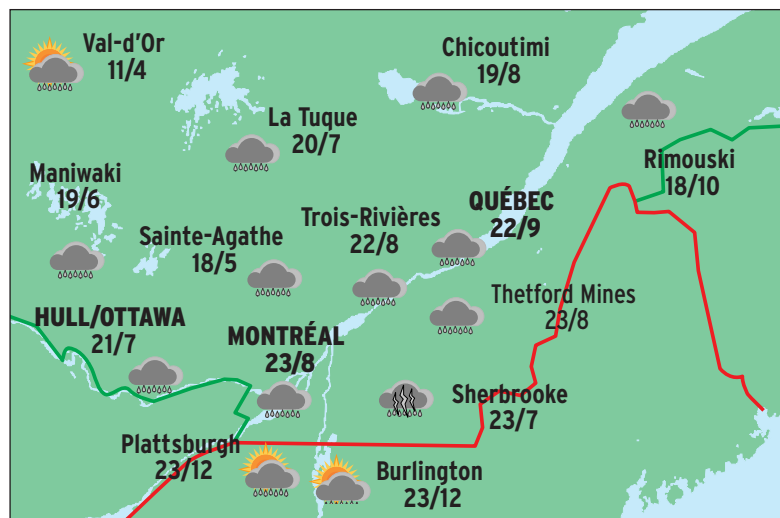 Val-d'Or
11/4
Chicoutimi
19/8
La Tuque
20/7
Rimouski
18/10
Maniwaki
19/6
QUÉBEC
22/9
Trois-Rivières
22/8
Sainte-Agathe
18/5
Thetford Mines
23/8
HULL/OTTAWA
21/7
MONTRÉAL
23/8
Sherbrooke
23/7
Plattsburgh
23/12
Burlington
23/12